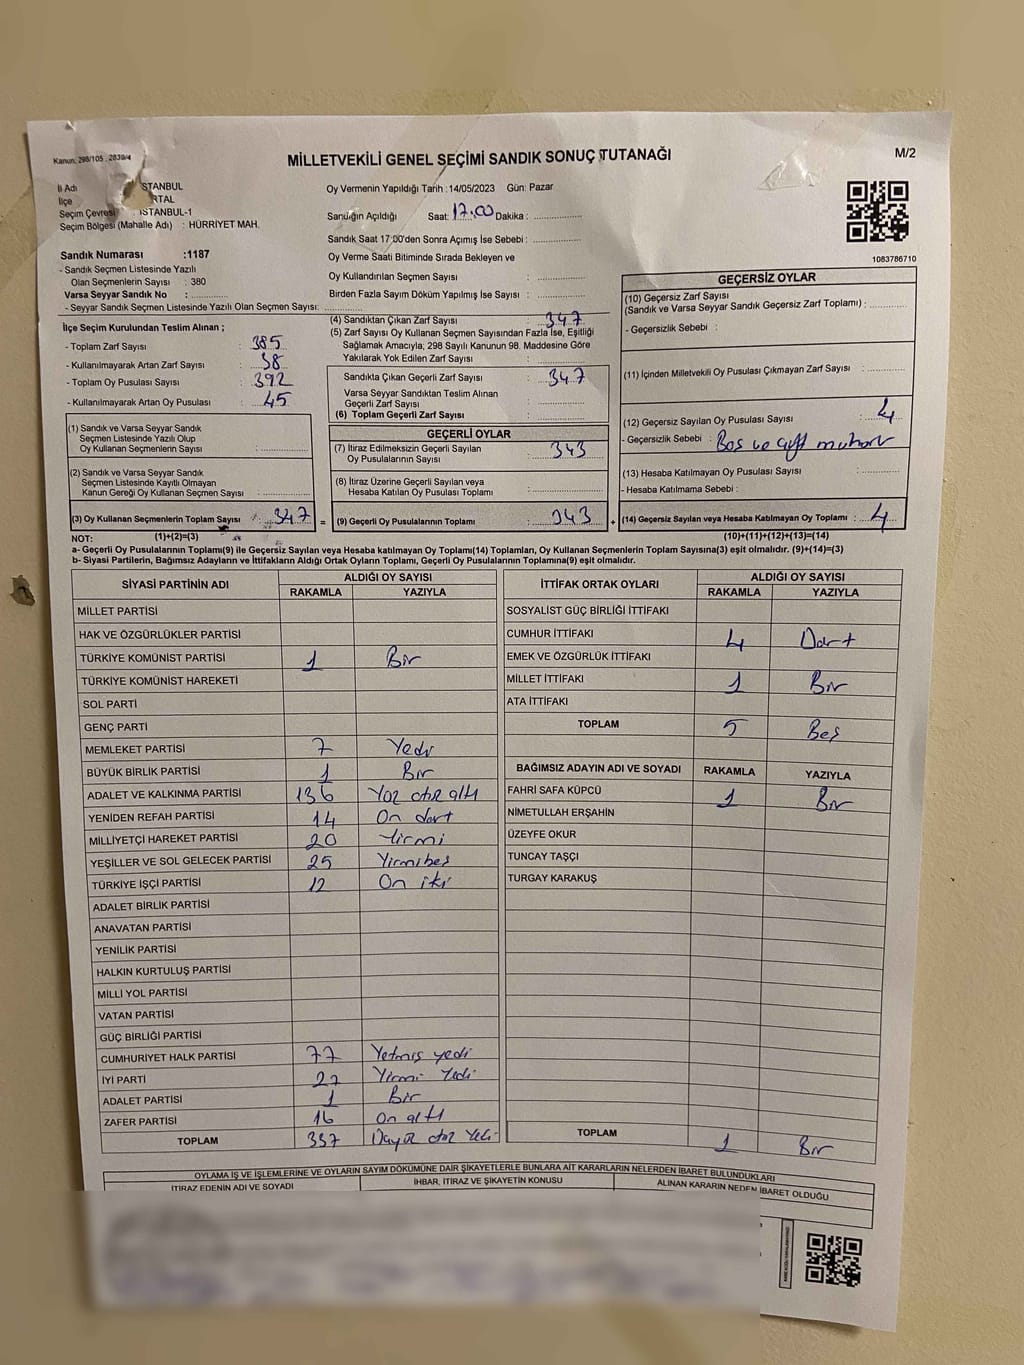 Kanun, 298/105 , 2839/4
MİLLETVEKİLİ GENEL SEÇİMİ SANDIK SONUÇ TUTANAĞI
M/2
İl Adı STANBUL
İlçe RTAL
Seçim Çevresi : İSTANBUL-1
Seçim Bölgesi (Mahalle Adı) : HÜRRİYET MAH.
Oy Vermenin Yapıldığı Tarih :14/05/2023 Gün: Pazar
Sandığın Açıldığı Saat: 17.00 Dakika : ..............
Sandık Saat 17:00'den Sonra Açımış İse Sebebi : ..............
Oy Verme Saati Bitiminde Sırada Bekleyen ve
Oy Kullandırılan Seçmen Sayısı : ..............
Birden Fazla Sayım Döküm Yapılmış İse Sayısı : ..............
1083786710
Sandık Numarası :1187
- Sandık Seçmen Listesinde Yazılı
Olan Seçmenlerin Sayısı : 380
Varsa Seyyar Sandık No : ..............
- Seyyar Sandık Seçmen Listesinde Yazılı Olan Seçmen Sayısı: ..............
İlçe Seçim Kurulundan Teslim Alınan ;
- Toplam Zarf Sayısı : 385
- Kullanılmayarak Artan Zarf Sayısı : 38
- Toplam Oy Pusulası Sayısı : 392
- Kullanılmayarak Artan Oy Pusulası : 45
(1) Sandık ve Varsa Seyyar Sandık
Seçmen Listesinde Yazılı Olup
Oy Kullanan Seçmenlerin Sayısı : ..............
(2) Sandık ve Varsa Seyyar Sandık
Seçmen Listesinde Kayıtlı Olmayan
Kanun Gereği Oy Kullanan Seçmen Sayısı : ..............
(3) Oy Kullanan Seçmenlerin Toplam Sayısı : 347 =
(4) Sandıktan Çıkan Zarf Sayısı : 347
(5) Zarf Sayısı Oy Kullanan Seçmen Sayısından Fazla İse, Eşitliği
Sağlamak Amacıyla; 298 Sayılı Kanunun 98. Maddesine Göre
Yakılarak Yok Edilen Zarf Sayısı : ..............
Sandıkta Çıkan Geçerli Zarf Sayısı : 347
Varsa Seyyar Sandıktan Teslim Alınan
Geçerli Zarf Sayısı : ..............
(6) Toplam Geçerli Zarf Sayısı : ..............
GEÇERLİ OYLAR
(7) İtiraz Edilmeksizin Geçerli Sayılan
Oy Pusulalarının Sayısı : 343
(8) İtiraz Üzerine Geçerli Sayılan veya
Hesaba Katılan Oy Pusulası Toplamı : ..............
(9) Geçerli Oy Pusulalarının Toplamı : 343 +
GEÇERSİZ OYLAR
(10) Geçersiz Zarf Sayısı
(Sandık ve Varsa Seyyar Sandık Geçersiz Zarf Toplamı) : ..............
- Geçersizlik Sebebi :
(11) İçinden Milletvekili Oy Pusulası Çıkmayan Zarf Sayısı : ..............
(12) Geçersiz Sayılan Oy Pusulası Sayısı : 4
- Geçersizlik Sebebi : Boş ve çift
(13) Hesaba Katılmayan Oy Pusulası Sayısı : ..............
- Hesaba Katılmama Sebebi :
(14) Geçersiz Sayılan veya Hesaba Katılmayan Oy Toplamı : 4
NOT: (1)+(2)=(3)
(10)+(11)+(12)+(13)=(14)
a- Geçerli Oy Pusulalarının Toplamı(9) ile Geçersiz Sayılan veya Hesaba katılmayan Oy Toplamı(14) Toplamları, Oy Kullanan Seçmenlerin Toplam Sayısına(3) eşit olmalıdır. (9)+(14)=(3)
b- Siyasi Partilerin, Bağımsız Adayların ve İttifakların Aldığı Ortak Oyların Toplamı, Geçerli Oy Pusulalarının Toplamına(9) eşit olmalıdır.
SİYASİ PARTİNİN ADI ALDIĞI OY SAYISI
RAKAMLA YAZIYLA
MİLLET PARTİSİ
HAK VE ÖZGÜRLÜKLER PARTİSİ
TÜRKİYE KOMÜNİST PARTİSİ 1 Bir
TÜRKİYE KOMÜNİST HAREKETİ
SOL PARTİ
GENÇ PARTİ
MEMLEKET PARTİSİ 7 Yedi
BÜYÜK BİRLİK PARTİSİ 1 Bir
ADALET VE KALKINMA PARTİSİ 136 Yüz otuz altı
YENİDEN REFAH PARTİSİ 14 On dört
MİLLİYETÇİ HAREKET PARTİSİ 20 Yirmi
YEŞİLLER VE SOL GELECEK PARTİSİ 25 Yirmibeş
TÜRKİYE İŞÇİ PARTİSİ 12 On iki
ADALET BİRLİK PARTİSİ
ANAVATAN PARTİSİ
YENİLİK PARTİSİ
HALKIN KURTULUŞ PARTİSİ
MİLLİ YOL PARTİSİ
VATAN PARTİSİ
GÜÇ BİRLİĞİ PARTİSİ
CUMHURİYET HALK PARTİSİ 77 Yetmiş yedi
İYİ PARTİ 27 Yirmi Yedi
ADALET PARTİSİ 1 Bir
ZAFER PARTİSİ 16 On altı
TOPLAM 337 otuz Yedi
İTTİFAK ORTAK OYLARI ALDIĞI OY SAYISI
RAKAMLA YAZIYLA
SOSYALİST GÜÇ BİRLİĞİ İTTİFAKI
CUMHUR İTTİFAKI 4 Dört
EMEK VE ÖZGÜRLÜK İTTİFAKI
MİLLET İTTİFAKI 1 Bir
ATA İTTİFAKI
TOPLAM 5 Beş
BAĞIMSIZ ADAYIN ADI VE SOYADI RAKAMLA YAZIYLA
FAHRİ SAFA KÜPCÜ 1 Bir
NİMETULLAH ERŞAHİN
ÜZEYFE OKUR
TUNCAY TAŞÇI
TURGAY KARAKUŞ
TOPLAM 1 Bir
OYLAMA İŞ VE İŞLEMLERİNE VE OYLARIN SAYIM DÖKÜMÜNE DAİR ŞİKAYETLERLE BUNLARA AİT KARARLARIN NELERDEN İBARET BULUNDUKLARI
İTİRAZ EDENİN ADI VE SOYADI İHBAR, İTİRAZ VE ŞİKAYETİN KONUSU ALINAN KARARIN NEDEN İBARET OLDUĞU